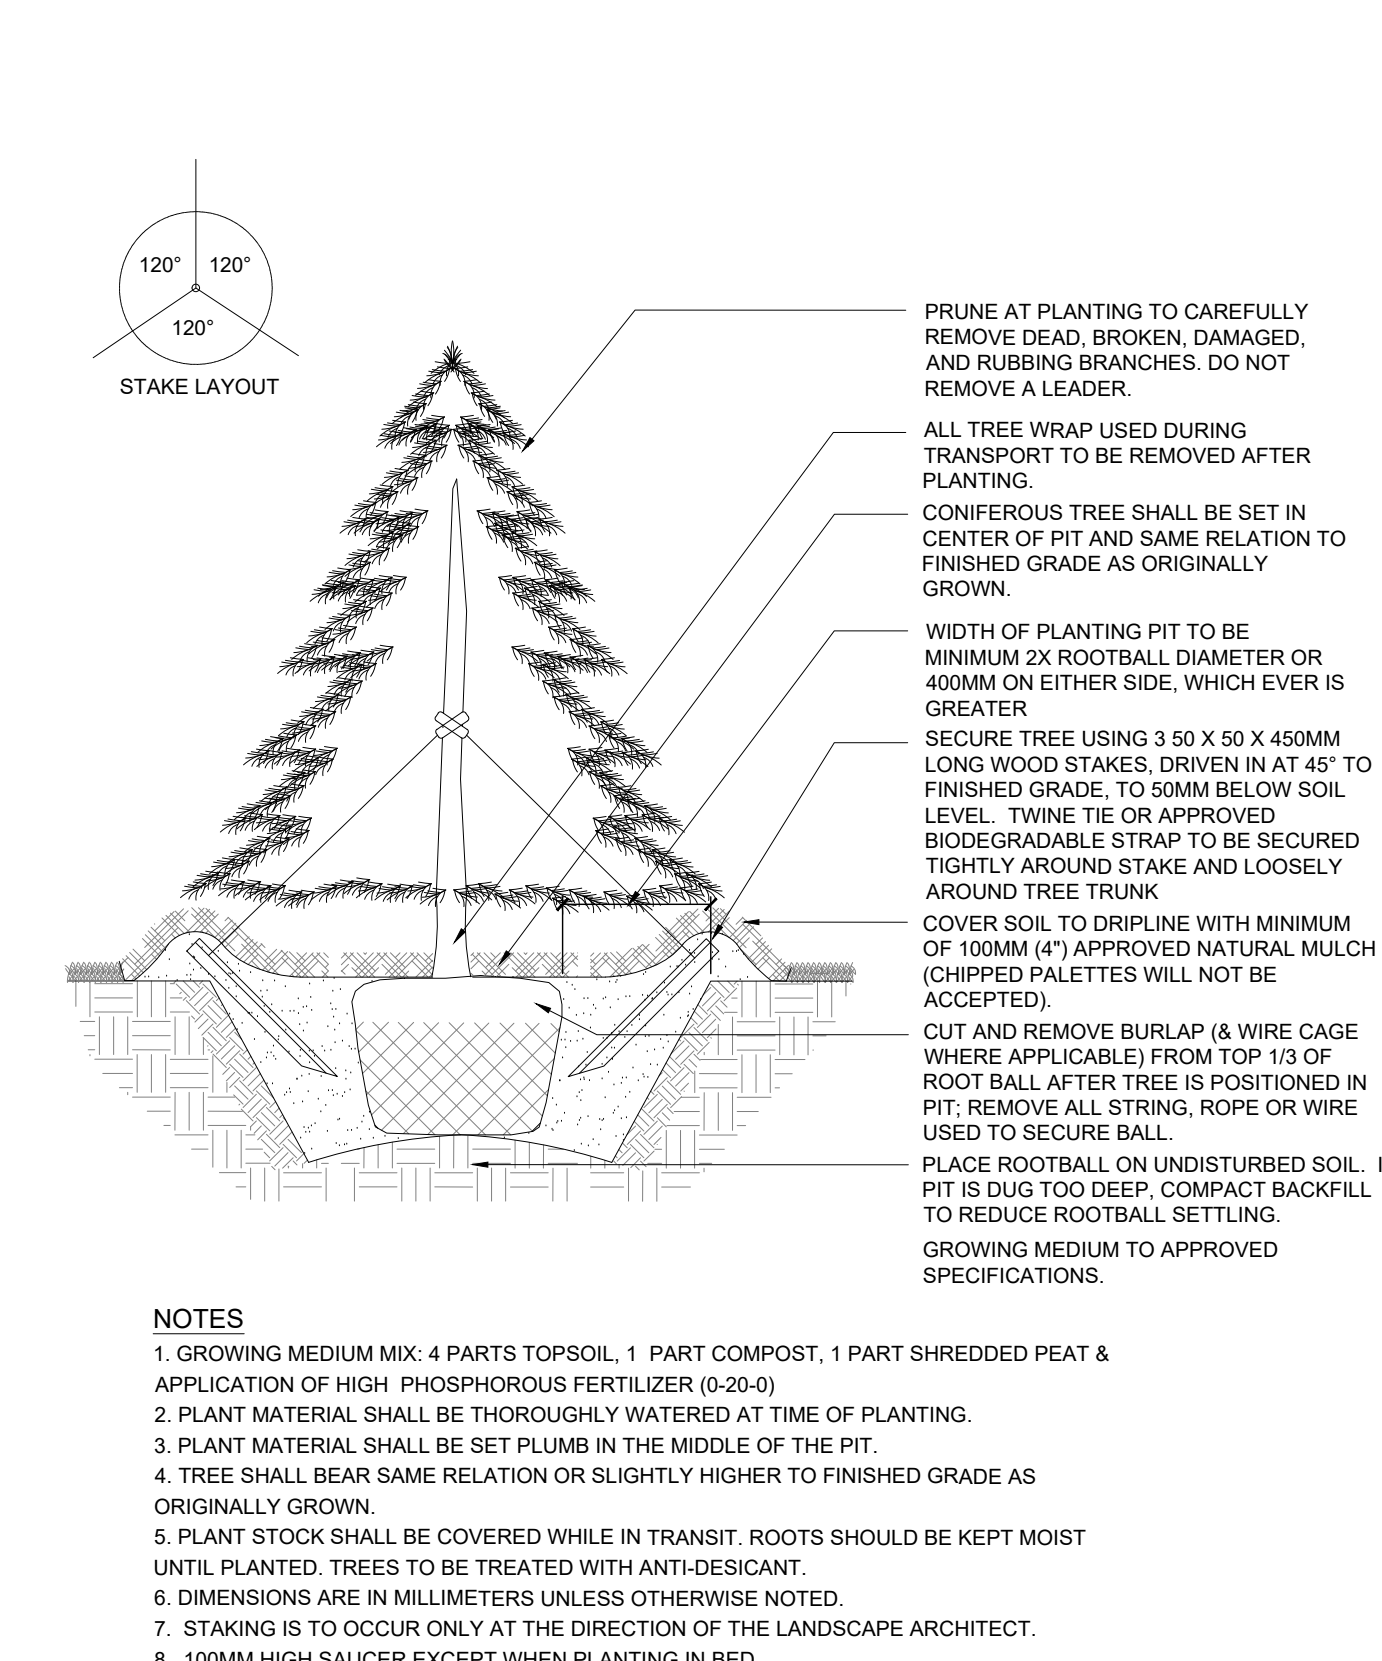 120° 120°
120°
STAKE LAYOUT
PRUNE AT PLANTING TO CAREFULLY
REMOVE DEAD, BROKEN, DAMAGED,
AND RUBBING BRANCHES. DO NOT
REMOVE A LEADER.
ALL TREE WRAP USED DURING
TRANSPORT TO BE REMOVED AFTER
PLANTING.
CONIFEROUS TREE SHALL BE SET IN
CENTER OF PIT AND SAME RELATION TO
FINISHED GRADE AS ORIGINALLY
GROWN.
WIDTH OF PLANTING PIT TO BE
MINIMUM 2X ROOTBALL DIAMETER OR
400MM ON EITHER SIDE, WHICH EVER IS
GREATER
SECURE TREE USING 3 50 X 50 X 450MM
LONG WOOD STAKES, DRIVEN IN AT 45° TO
FINISHED GRADE, TO 50MM BELOW SOIL
LEVEL. TWINE TIE OR APPROVED
BIODEGRADABLE STRAP TO BE SECURED
TIGHTLY AROUND STAKE AND LOOSELY
AROUND TREE TRUNK
COVER SOIL TO DRIPLINE WITH MINIMUM
OF 100MM (4") APPROVED NATURAL MULCH
(CHIPPED PALETTES WILL NOT BE
ACCEPTED).
CUT AND REMOVE BURLAP (& WIRE CAGE
WHERE APPLICABLE) FROM TOP 1/3 OF
ROOT BALL AFTER TREE IS POSITIONED IN
PIT; REMOVE ALL STRING, ROPE OR WIRE
USED TO SECURE BALL.
PLACE ROOTBALL ON UNDISTURBED SOIL. I
PIT IS DUG TOO DEEP, COMPACT BACKFILL
TO REDUCE ROOTBALL SETTLING.
GROWING MEDIUM TO APPROVED
SPECIFICATIONS.
NOTES
1. GROWING MEDIUM MIX: 4 PARTS TOPSOIL, 1 PART COMPOST, 1 PART SHREDDED PEAT &
APPLICATION OF HIGH PHOSPHOROUS FERTILIZER (0-20-0)
2. PLANT MATERIAL SHALL BE THOROUGHLY WATERED AT TIME OF PLANTING.
3. PLANT MATERIAL SHALL BE SET PLUMB IN THE MIDDLE OF THE PIT.
4. TREE SHALL BEAR SAME RELATION OR SLIGHTLY HIGHER TO FINISHED GRADE AS
ORIGINALLY GROWN.
5. PLANT STOCK SHALL BE COVERED WHILE IN TRANSIT. ROOTS SHOULD BE KEPT MOIST
UNTIL PLANTED. TREES TO BE TREATED WITH ANTI-DESICANT.
6. DIMENSIONS ARE IN MILLIMETERS UNLESS OTHERWISE NOTED.
7. STAKING IS TO OCCUR ONLY AT THE DIRECTION OF THE LANDSCAPE ARCHITECT.
8. 100MM HIGH SAUCER EXCEPT WHEN PLANTING IN BED.